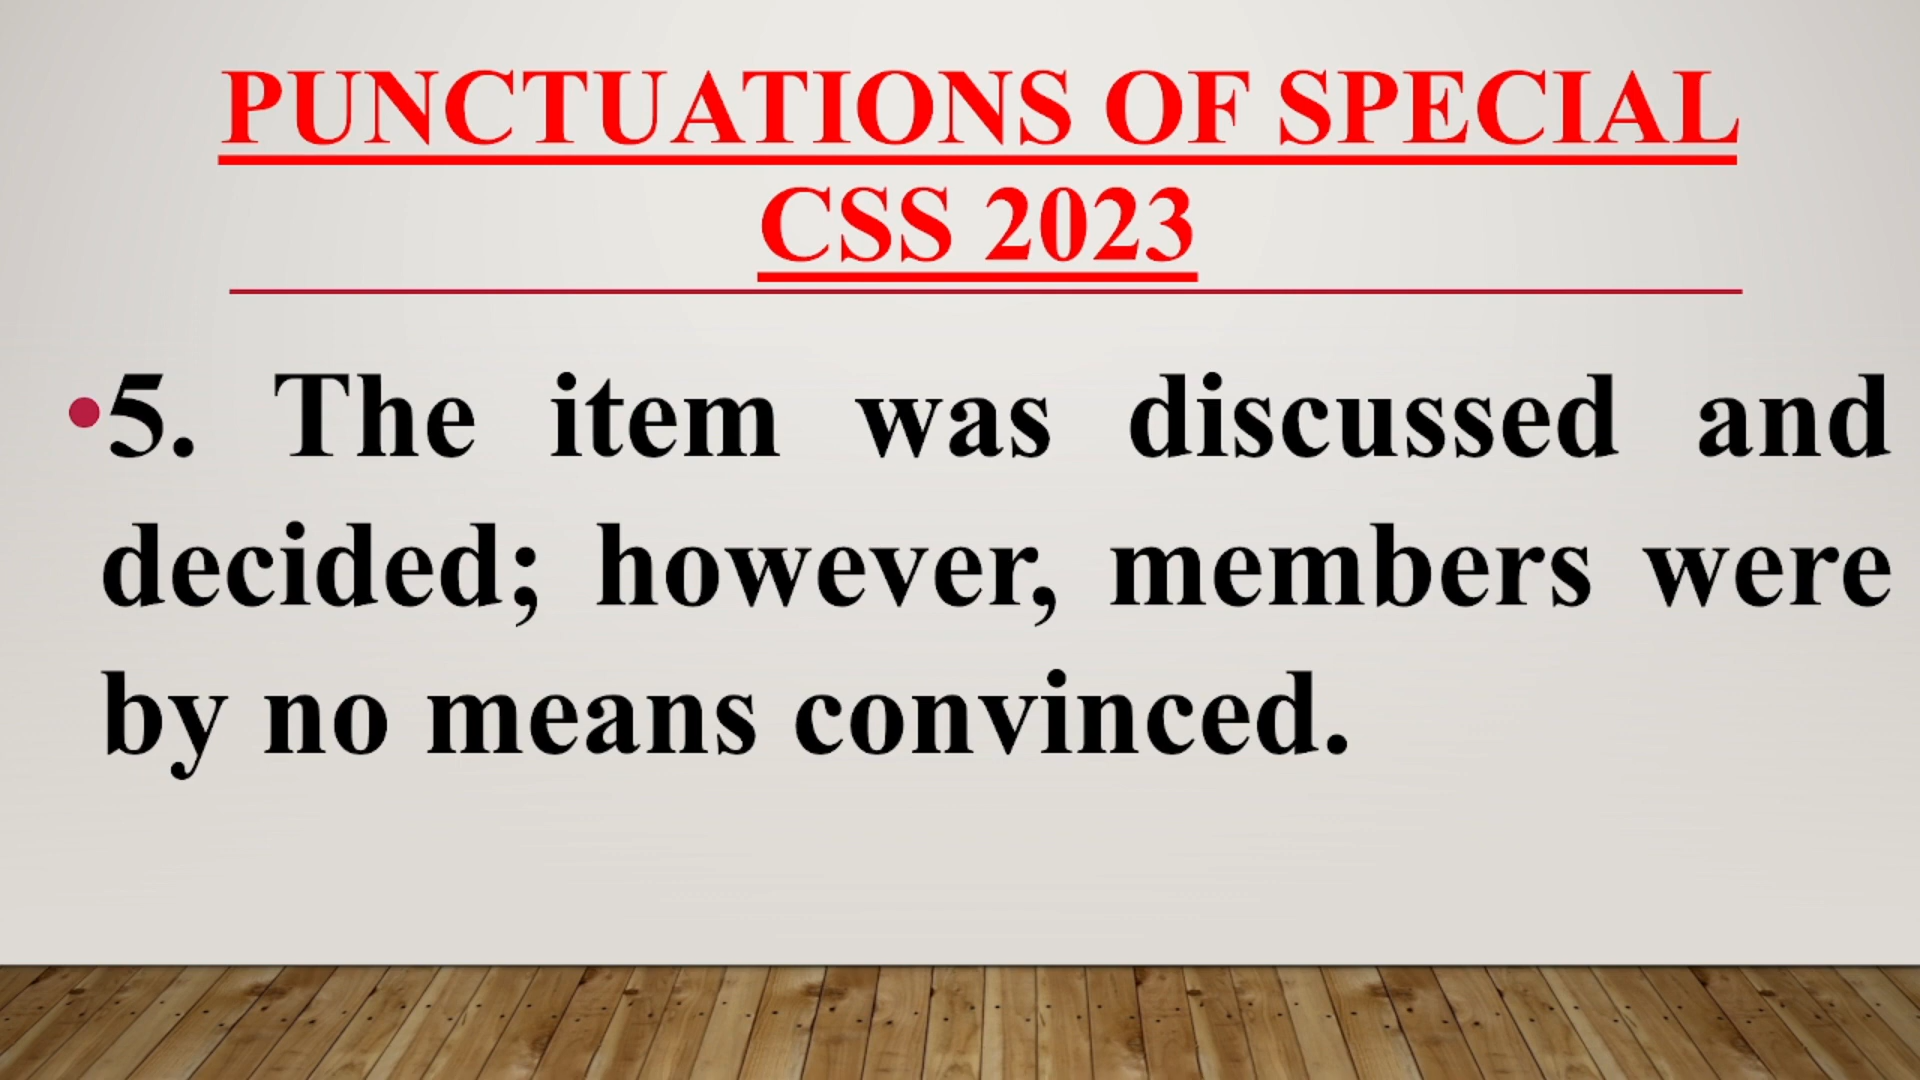 PUNCTUATIONS OF SPECIAL
CSS 2023
•5. The item was discussed and
decided; however, members were
by no means convinced.